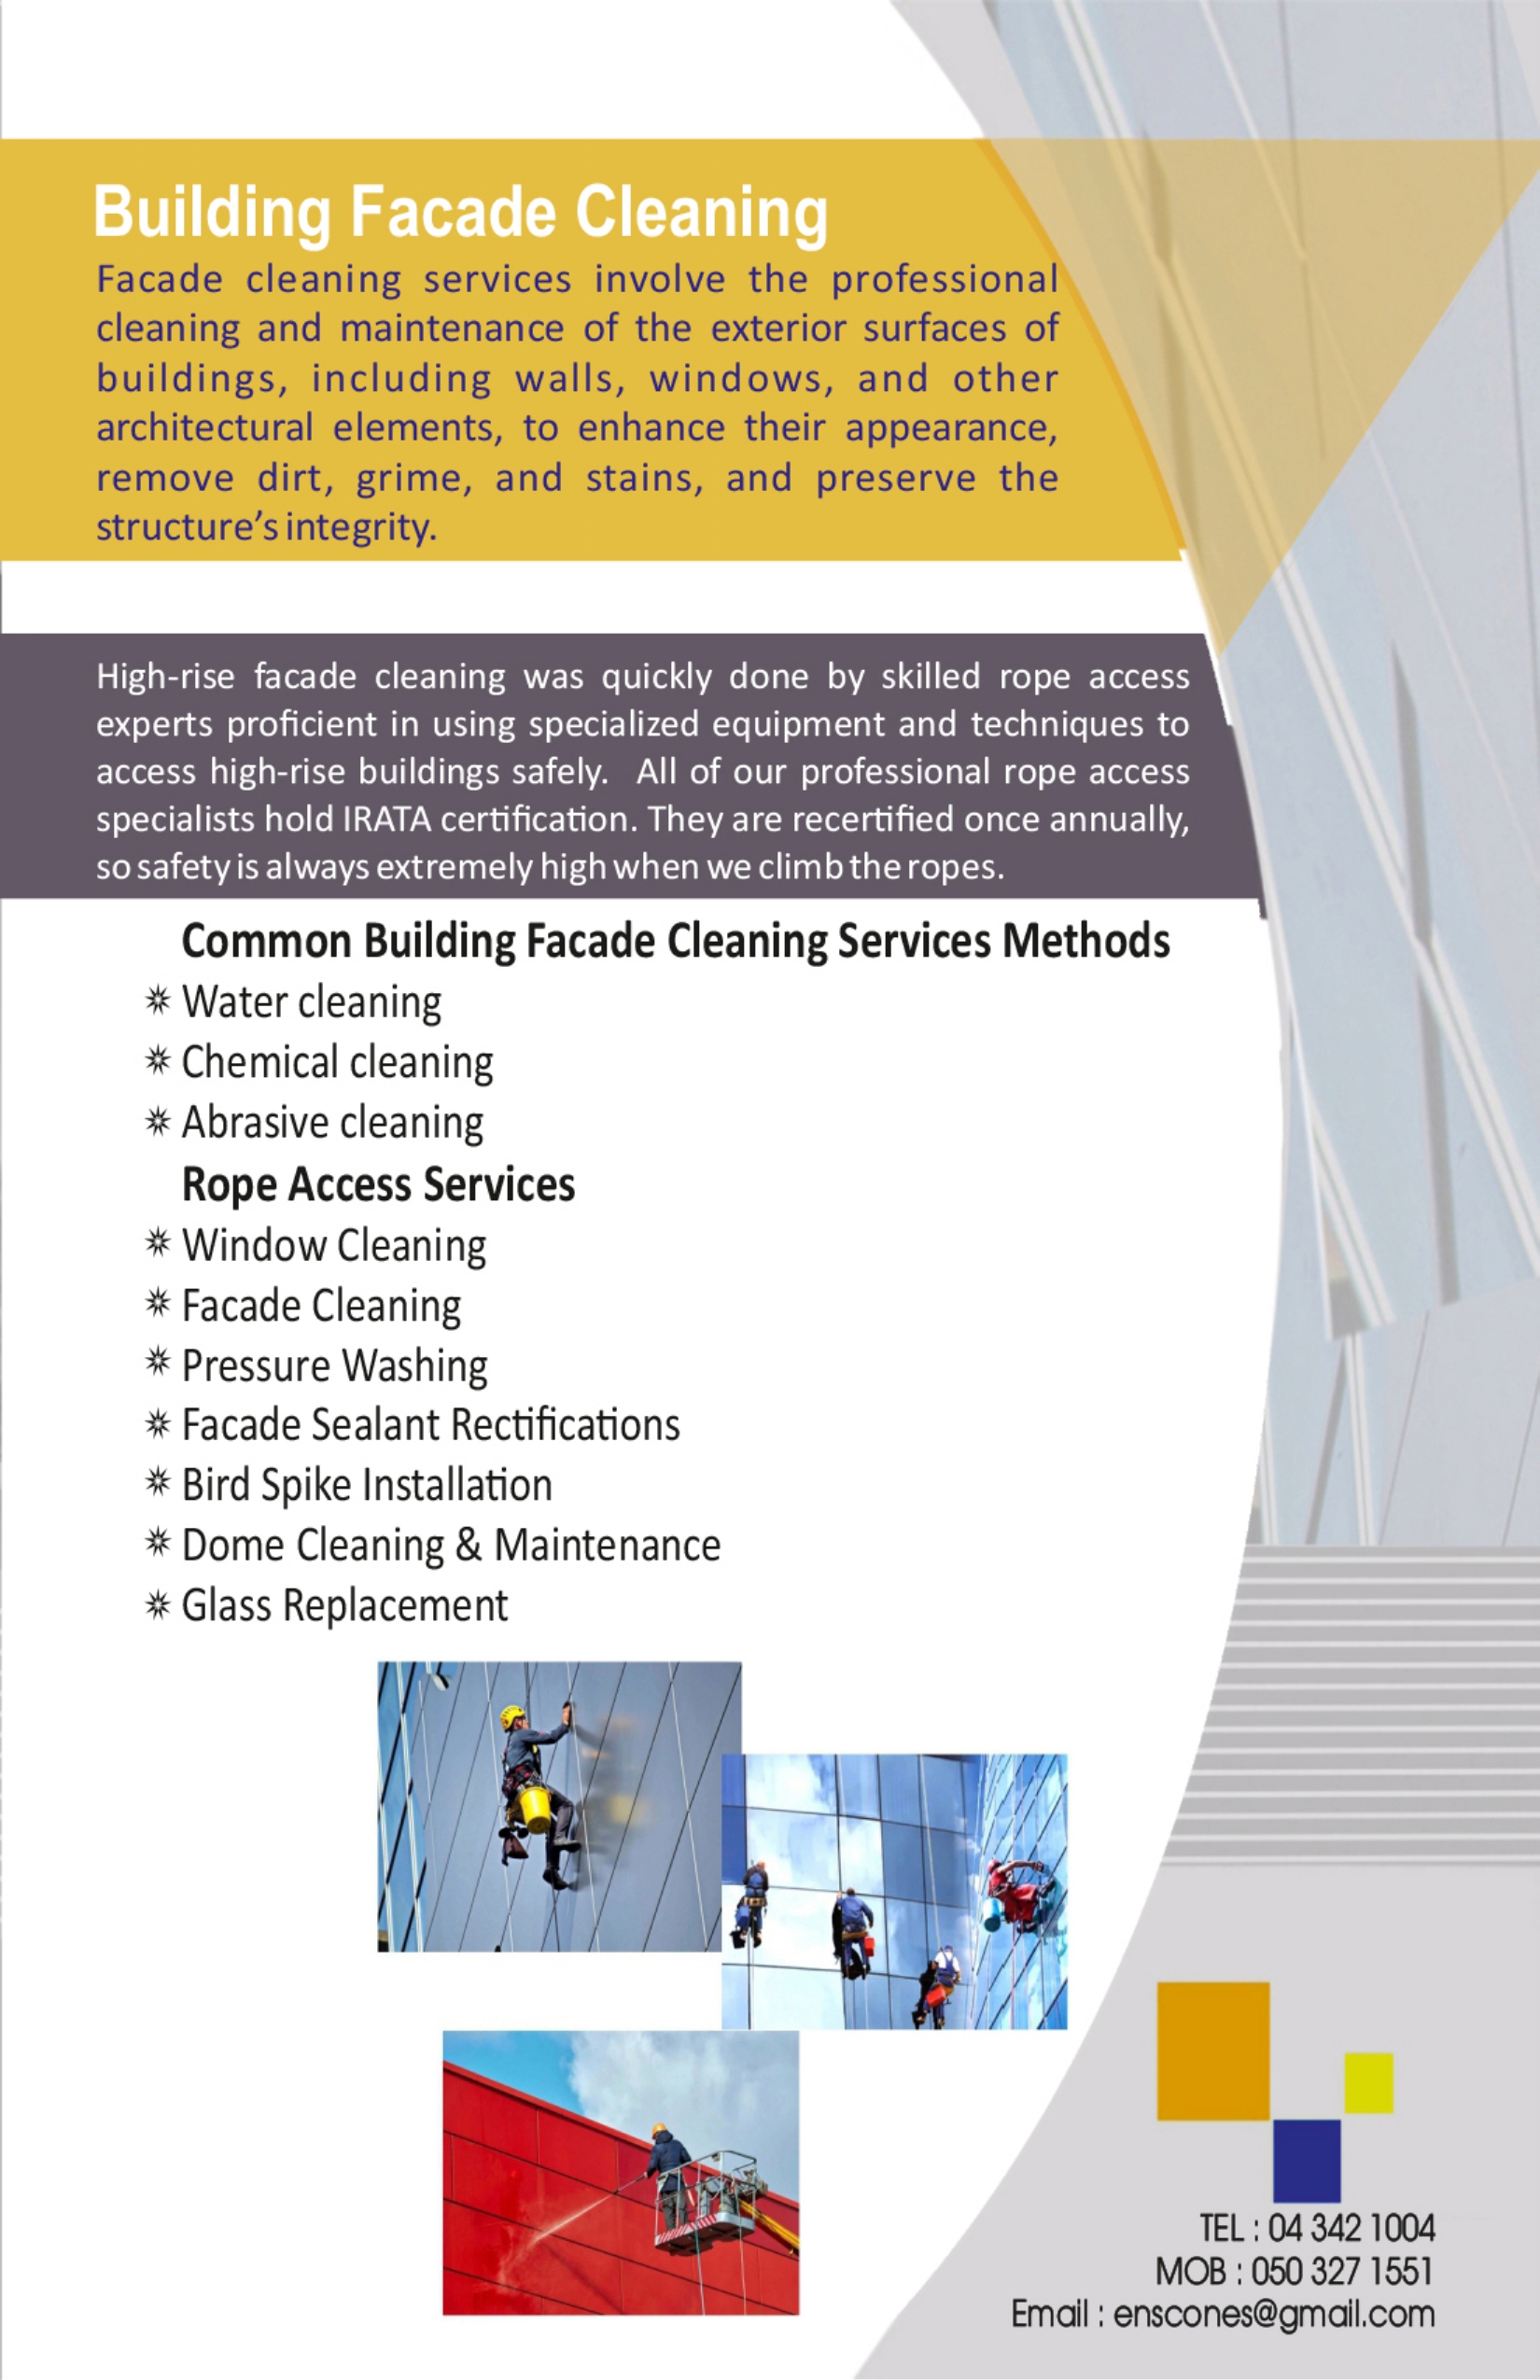 Building Facade Cleaning
Facade cleaning services involve the professional
cleaning and maintenance of the exterior surfaces of
buildings, including walls, windows, and other
architectural elements, to enhance their appearance,
remove dirt, grime, and stains, and preserve the
structure's integrity.
High-rise facade cleaning was quickly done by skilled rope access
experts proficient in using specialized equipment and techniques to
access high-rise buildings safely. All of our professional rope access
specialists hold IRATA certification. They are recertified once annually,
so safety is always extremely high when we climb the ropes.
Common Building Facade Cleaning Services Methods
Water cleaning
Chemical cleaning
Abrasive cleaning
Rope Access Services
Window Cleaning
Facade Cleaning
Pressure Washing
Facade Sealant Rectifications
Bird Spike Installation
Dome Cleaning & Maintenance
Glass Replacement
TEL : 04 342 1004
MOB : 050 327 1551
Email : enscones@gmail.com